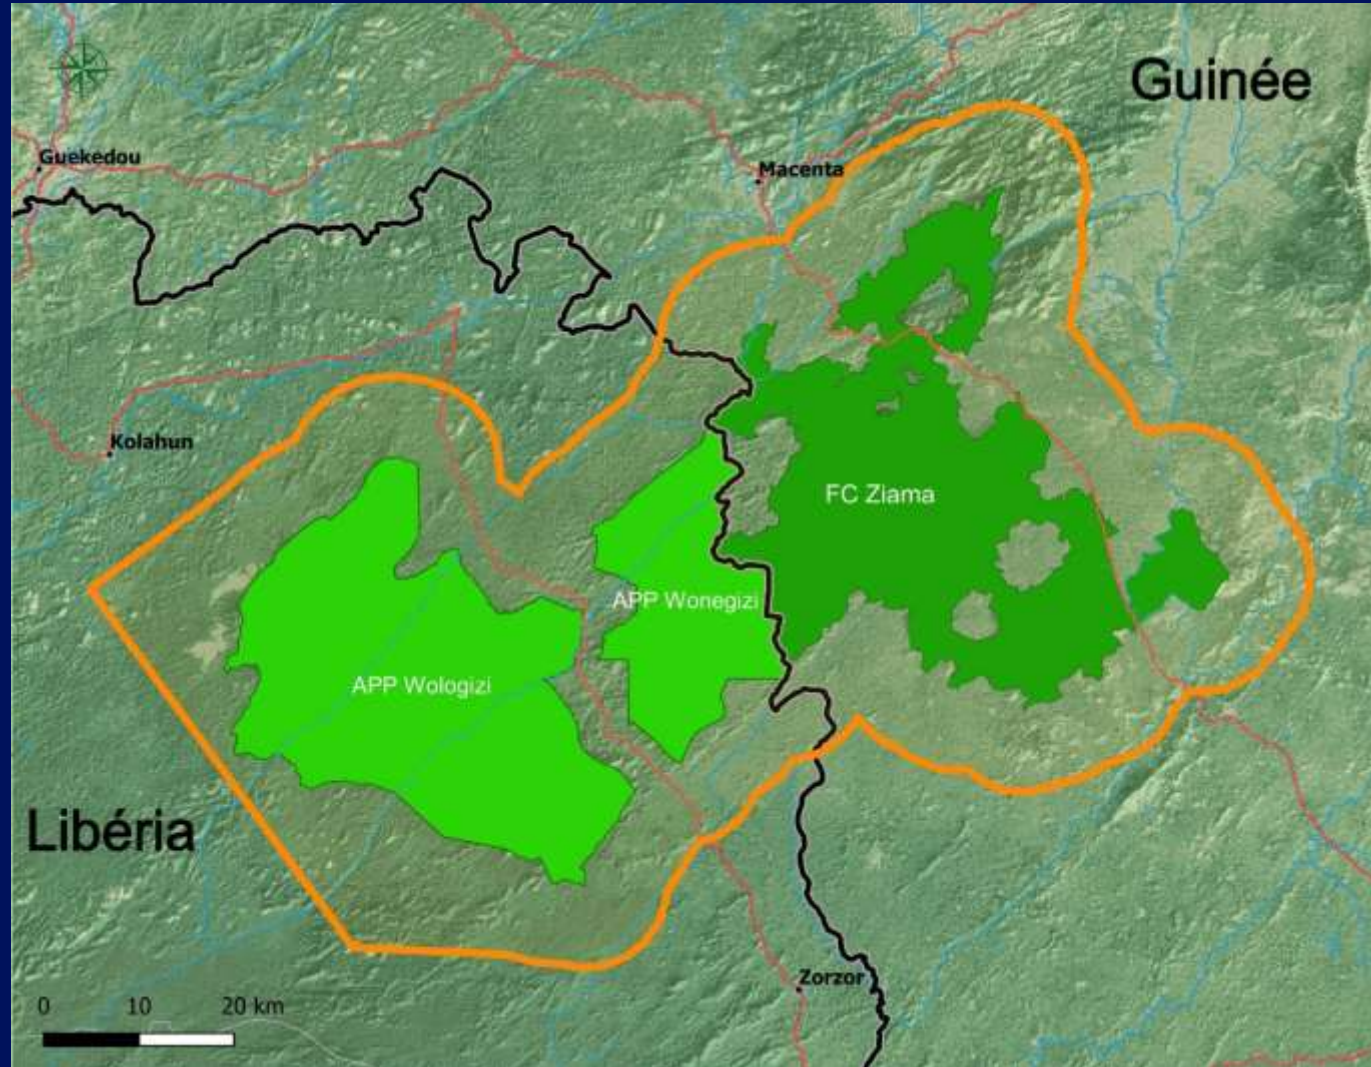 Guinée
Guekedou
Macenta
Kolahun
FC Ziama
APP Wonegizi
APP Wologizi
Libéria
Zorzor
0 10 20 km